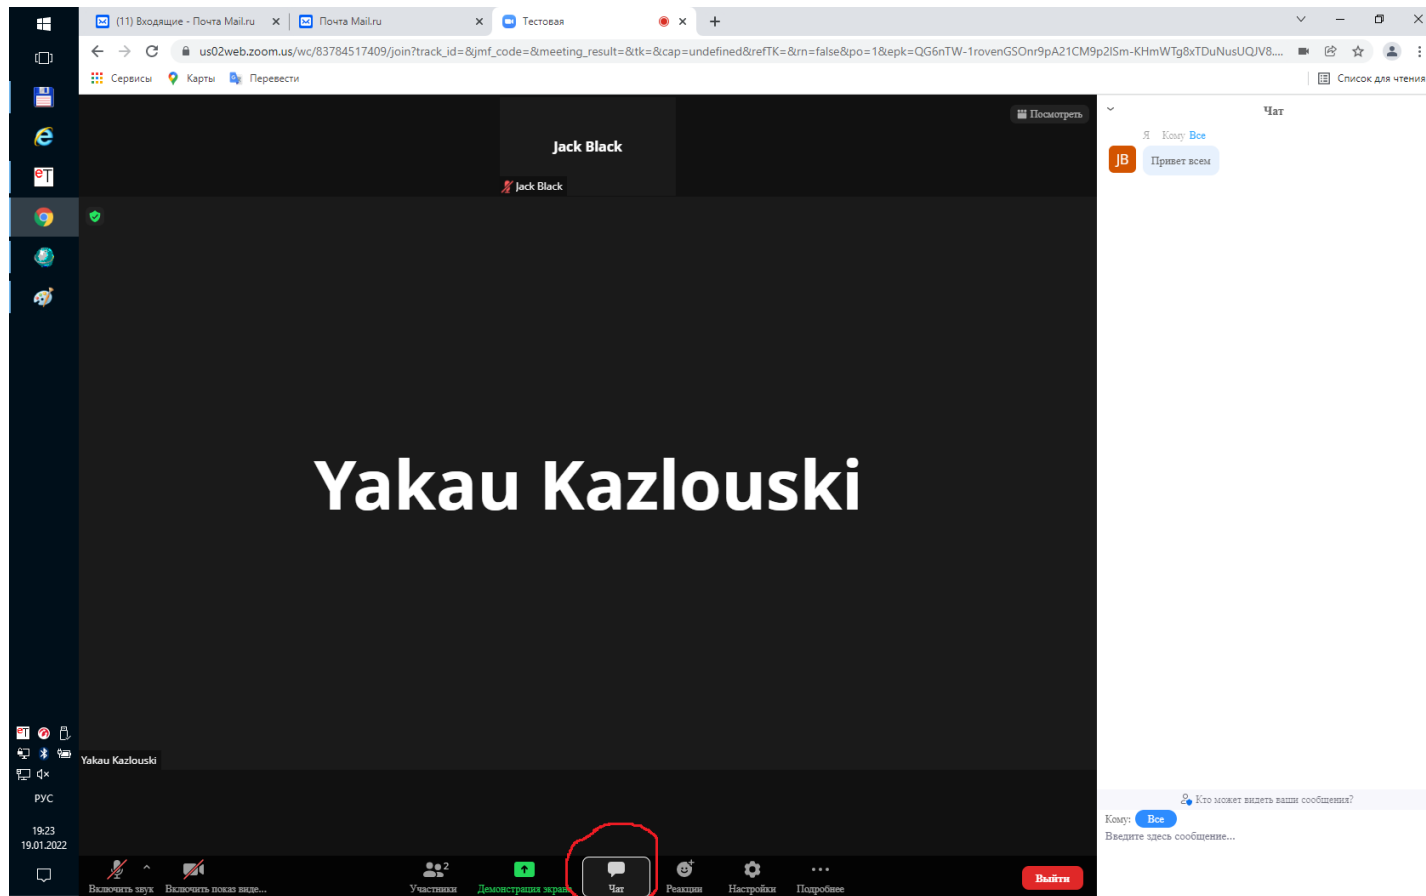 (11) Входящие - Почта Mail.ru
Почта Mail.ru
Тестовая
us02web.zoom.us/wc/83784517409/join?track_id=&jmf_code=&meeting_result=&tk=&cap=undefined&refTK=&rn=false&po=1&epk=QG6nTW-1rovenGSOnr9pA21CM9p2lSm-KHmWTg8xTDuNusUQJV8....
Сервисы
Карты
Перевести
Список для чтения
Jack Black
Jack Black
Посмотреть
Чат
Я Кому Все
JB
Привет всем
Yakau Kazlouski
Yakau Kazlouski
Кто может видеть ваши сообщения?
Кому: Все
Введите здесь сообщение...
РУС
19:23
19.01.2022
Включить звук
Включить показ виде...
2
Участники
Демонстрация экрана
Чат
Реакции
Настройки
Подробнее
Выйти